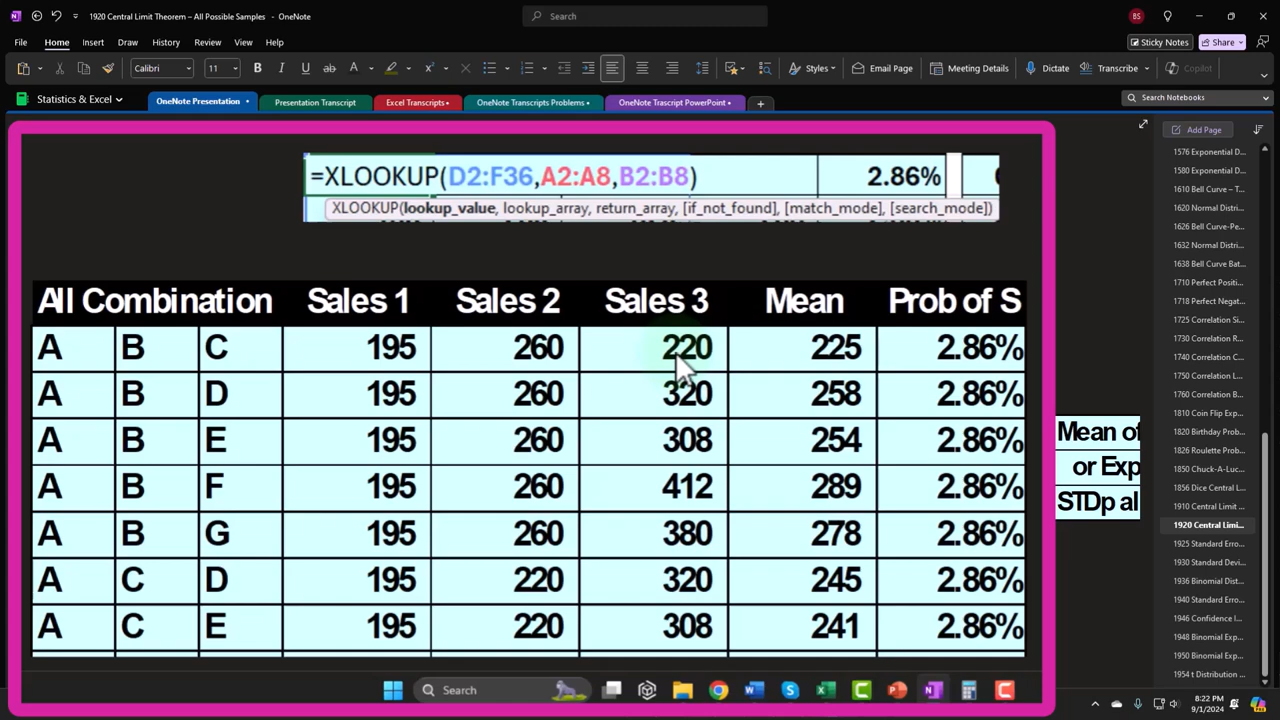 1920 Central Limit Theorem – All Possible Samples - OneNote
Search
BS
File Home Insert Draw History Review View Help
Sticky Notes Share
Calibri 11 B I U ab A Styles Email Page Meeting Details Dictate Transcribe Copilot
Statistics & Excel OneNote Presentation Presentation Transcript Excel Transcripts OneNote Transcripts Problems OneNote Trascript PowerPoint Search Notebooks
Add Page
=XLOOKUP(D2:F36,A2:A8,B2:B8) 2.86%
XLOOKUP(lookup_value, lookup_array, return_array, [if_not_found], [match_mode], [search_mode])
All Combination Sales 1 Sales 2 Sales 3 Mean Prob of S
A B C 195 260 220 225 2.86%
A B D 195 260 320 258 2.86%
A B E 195 260 308 254 2.86%
A B F 195 260 412 289 2.86%
A B G 195 260 380 278 2.86%
A C D 195 220 320 245 2.86%
A C E 195 220 308 241 2.86%
Mean of
or Exp
STDp al
1576 Exponential D...
1580 Exponential D...
1610 Bell Curve – T...
1620 Normal Distri...
1626 Bell Curve-Pe...
1632 Normal Distri...
1638 Bell Curve Bat...
1710 Perfect Positiv...
1718 Perfect Negat...
1725 Correlation Si...
1730 Correlation R...
1740 Correlation C...
1750 Correlation L...
1760 Correlation B...
1810 Coin Flip Exp...
1820 Birthday Prob...
1826 Roulette Prob...
1850 Chuck-A-Luc...
1856 Dice Central L...
1910 Central Limit ...
1920 Central Limi...
1925 Standard Erro...
1930 Standard Devi...
1936 Binomial Dist...
1940 Standard Erro...
1946 Confidence I...
1948 Binomial Exp...
1950 Binomial Exp...
1954 t Distribution ...
Search
8:22 PM
9/1/2024